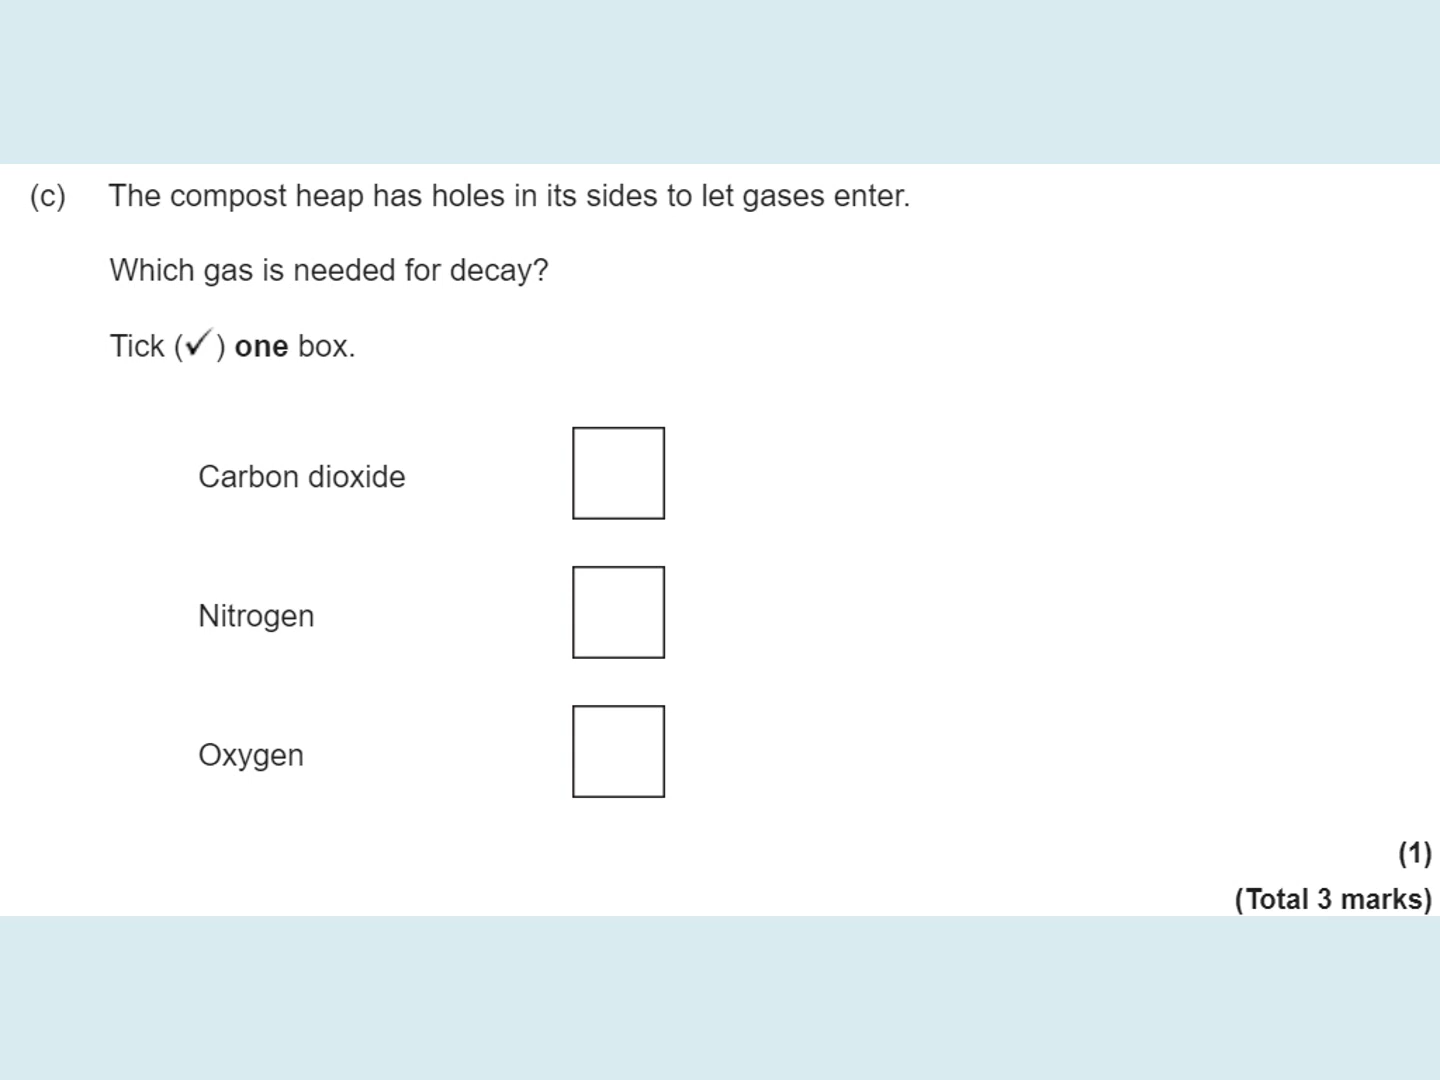 (c) The compost heap has holes in its sides to let gases enter.
Which gas is needed for decay?
Tick (✓) one box.
Carbon dioxide
Nitrogen
Oxygen
(1)
(Total 3 marks)